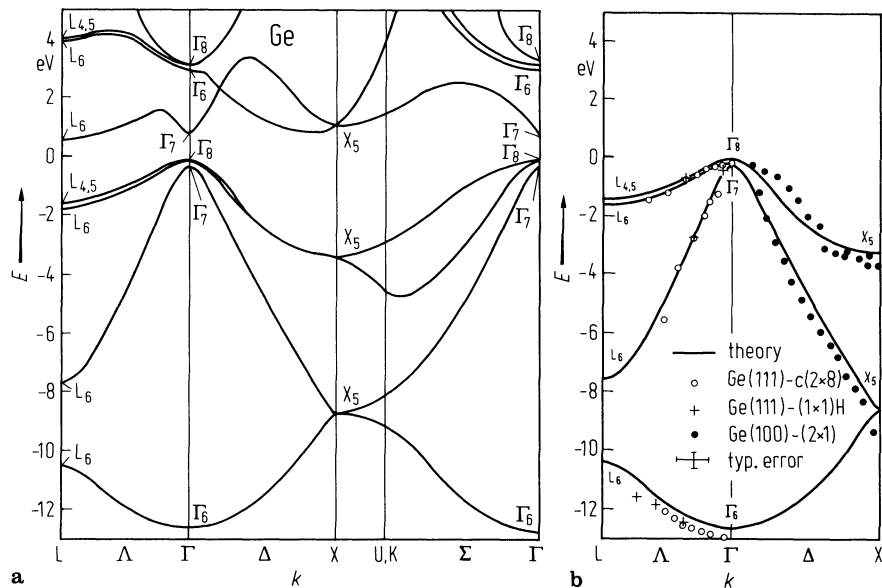 Ge
4
eV
2
0
-2
-4
-6
-8
-10
-12
E
L₄,₅
L₆
L₆
L₄,₅
L₆
L₆
L₆
Γ₈
Γ₆
Γ₇
Γ₈
Γ₇
Γ₆
X₅
X₅
X₅
Γ₈
Γ₆
Γ₇
Γ₈
Γ₇
Γ₆
L Λ Γ Δ X U,K Σ Γ
a
k
4
eV
2
0
-2
-4
-6
-8
-10
-12
E
Γ₈
Γ₇
L₄,₅
L₆
X₅
L₆
X₅
theory
Ge(111)-c(2×8)
Ge(111)-(1×1)H
Ge(100)-(2×1)
typ. error
L₆
Γ₆
L Λ Γ Δ X
b
k